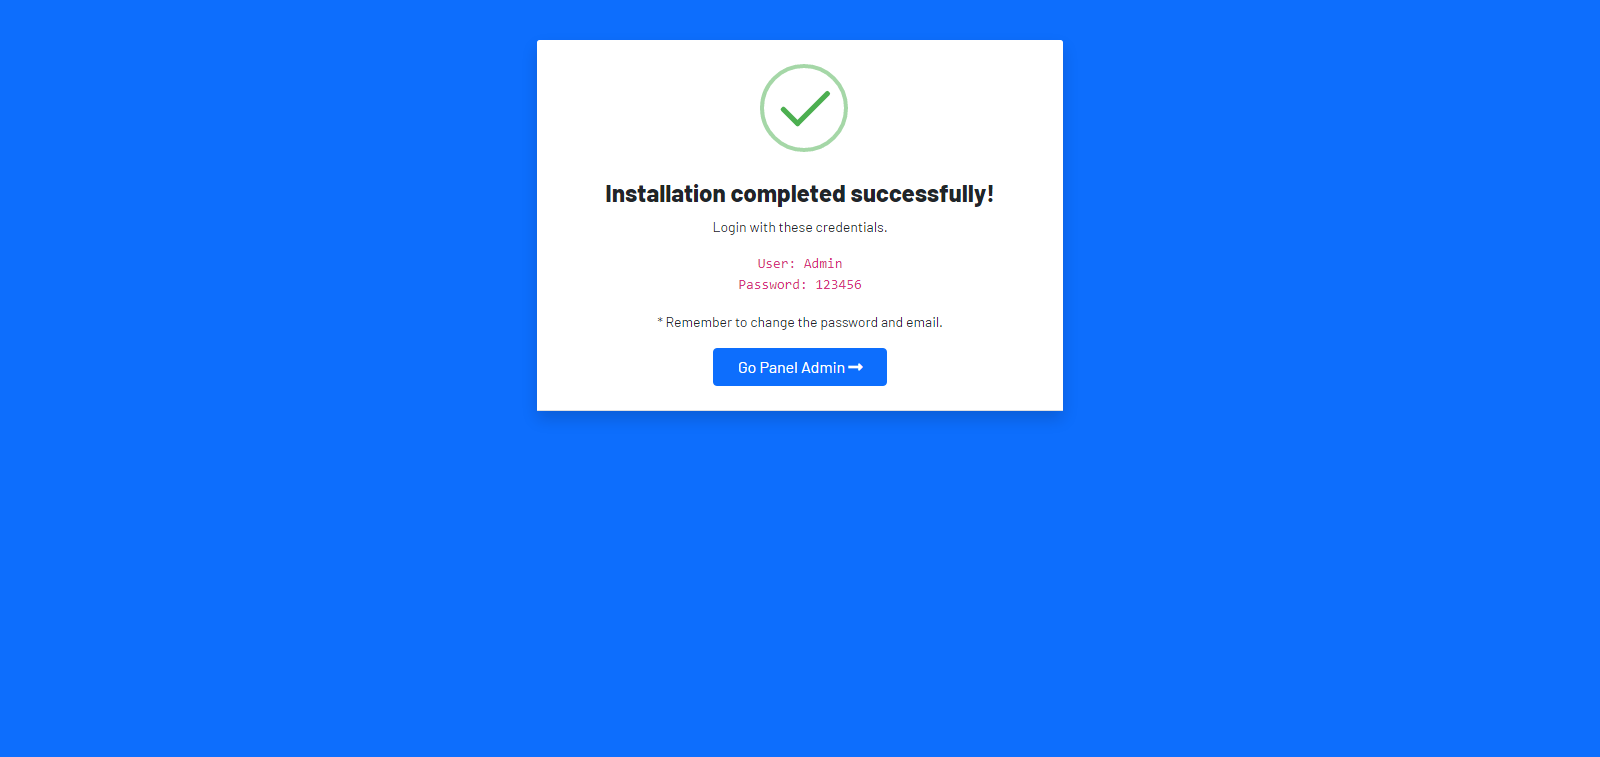 Installation completed successfully!
Login with these credentials.
User: Admin
Password: 123456
* Remember to change the password and email.
Go Panel Admin